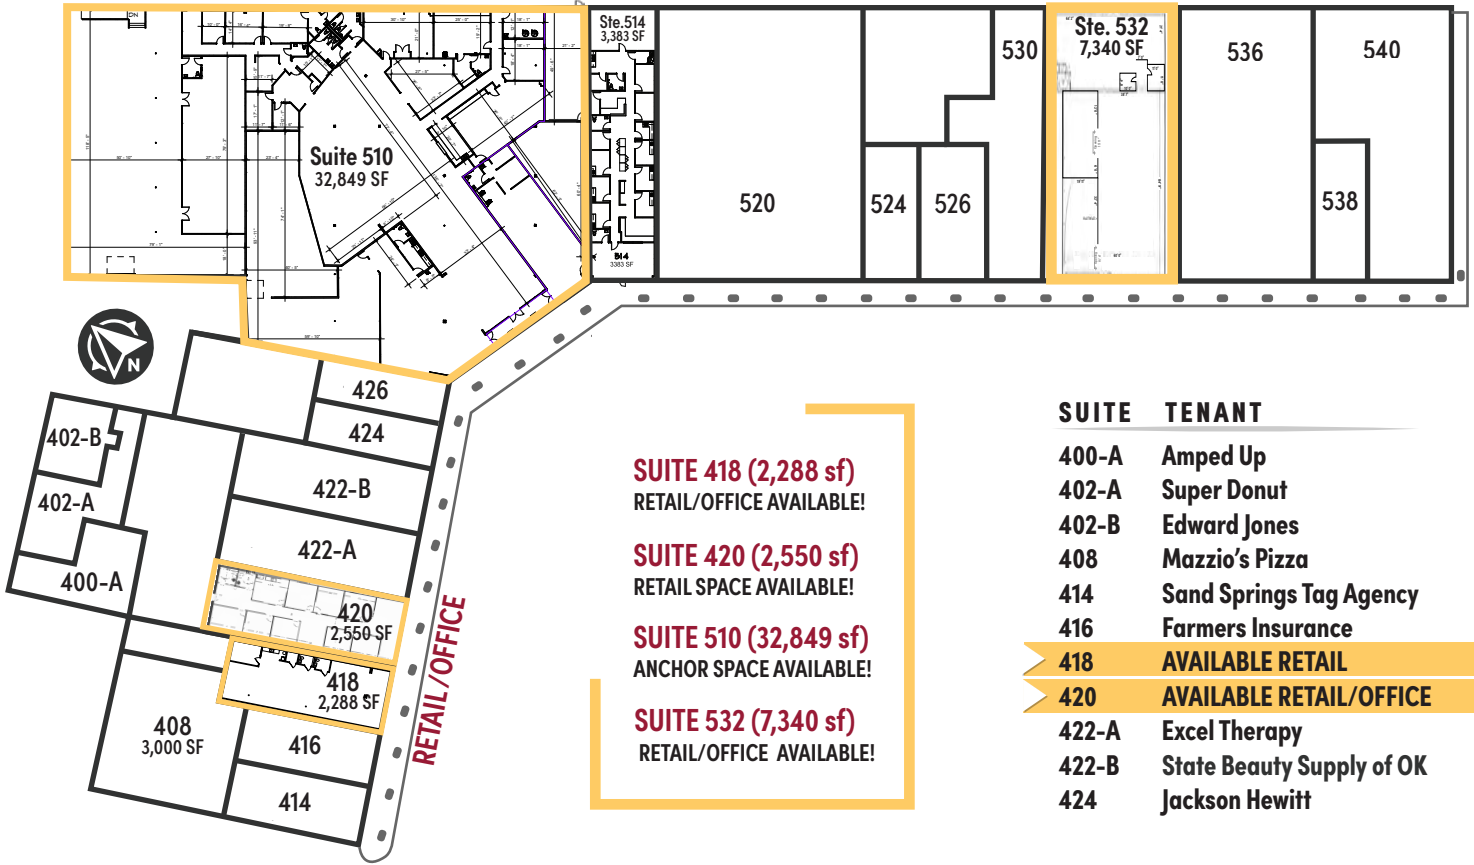 Suite 510
32,849 SF
Ste.514
3,383 SF
514
3383 SF
520
524
526
530
Ste. 532
7,340 SF
536
538
540
N
426
424
422-B
422-A
402-B
402-A
400-A
420
2,550 SF
418
2,288 SF
408
3,000 SF
416
414
RETAIL/OFFICE
SUITE 418 (2,288 sf)
RETAIL/OFFICE AVAILABLE!
SUITE 420 (2,550 sf)
RETAIL SPACE AVAILABLE!
SUITE 510 (32,849 sf)
ANCHOR SPACE AVAILABLE!
SUITE 532 (7,340 sf)
RETAIL/OFFICE AVAILABLE!
SUITE TENANT
400-A Amped Up
402-A Super Donut
402-B Edward Jones
408 Mazzio's Pizza
414 Sand Springs Tag Agency
416 Farmers Insurance
418 AVAILABLE RETAIL
420 AVAILABLE RETAIL/OFFICE
422-A Excel Therapy
422-B State Beauty Supply of OK
424 Jackson Hewitt